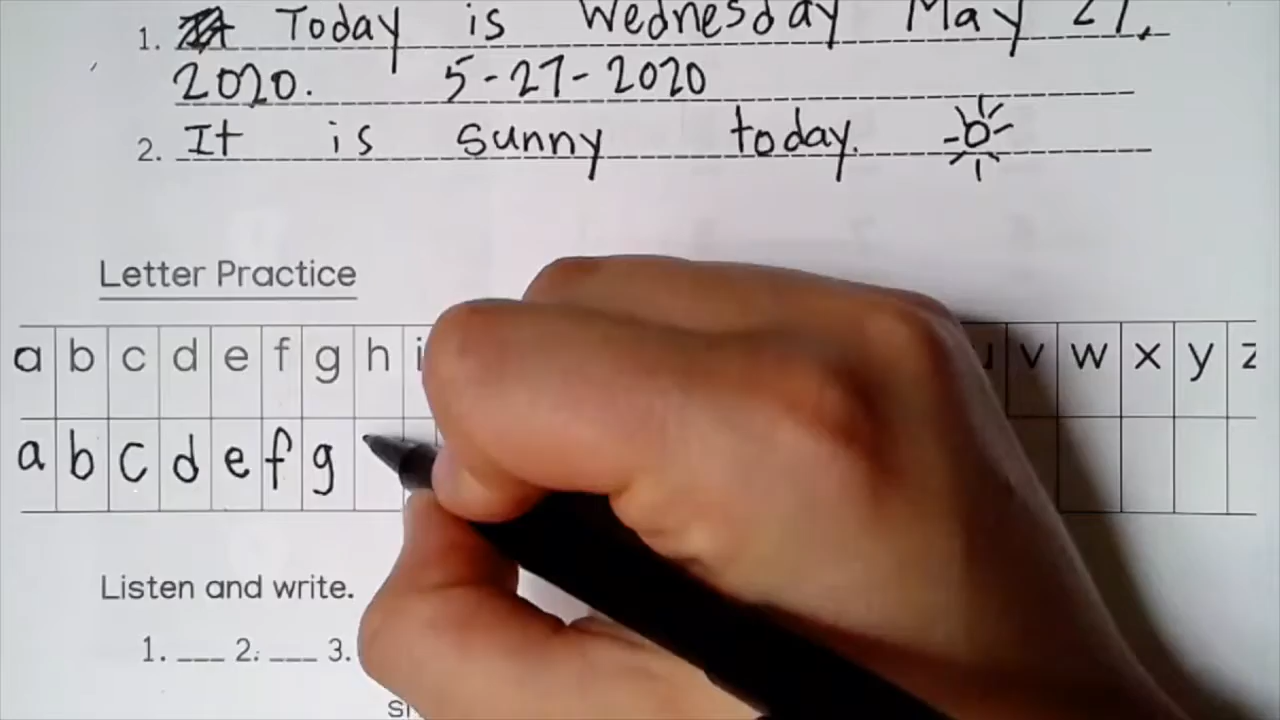 1. Today is Wednesday May 27,
2020. 5-27-2020
2. It is sunny today.
Letter Practice
a b c d e f g h i u v w x y z
a b c d e f g
Listen and write.
1. ___ 2. ___ 3.